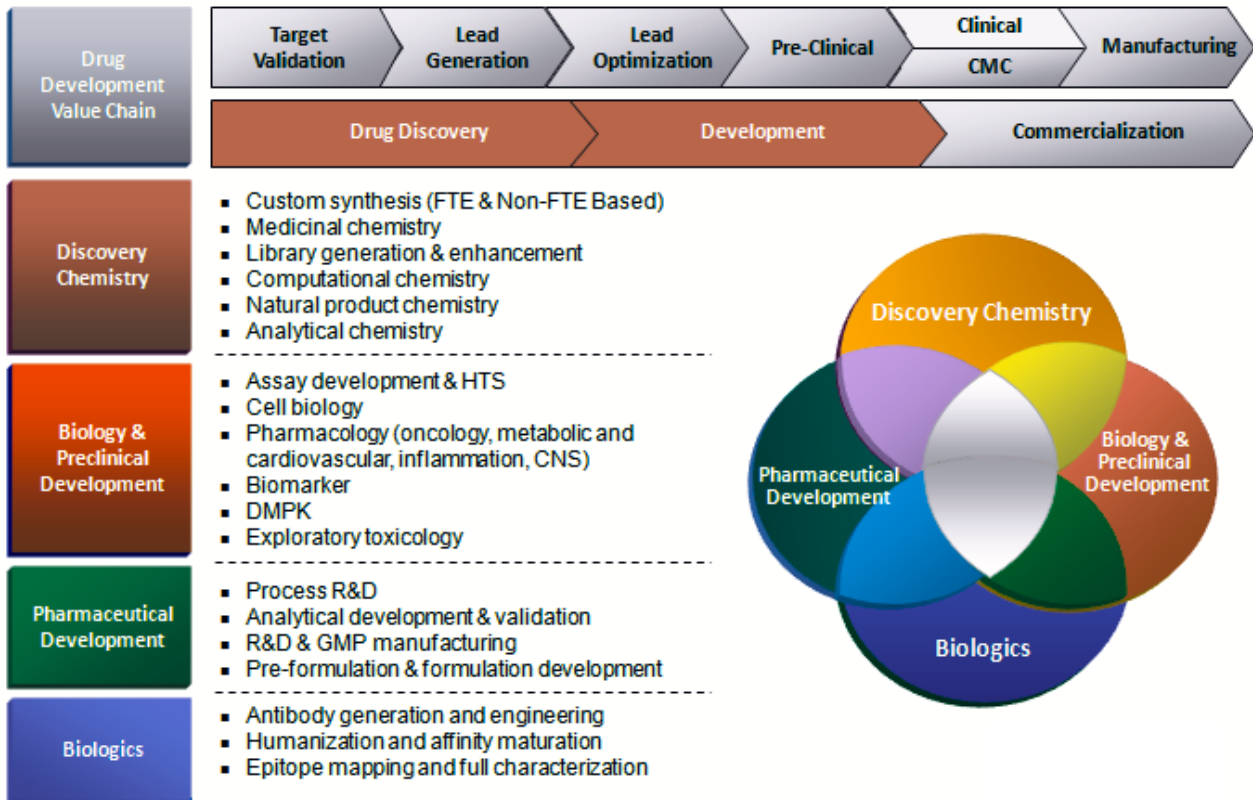 Drug
Development
Value Chain
Target
Validation
Lead
Generation
Lead
Optimization
Pre-Clinical
Clinical
CMC
Manufacturing
Drug Discovery
Development
Commercialization
Discovery
Chemistry
▪ Custom synthesis (FTE & Non-FTE Based)
▪ Medicinal chemistry
▪ Library generation & enhancement
▪ Computational chemistry
▪ Natural product chemistry
▪ Analytical chemistry
Biology &
Preclinical
Development
▪ Assay development & HTS
▪ Cell biology
▪ Pharmacology (oncology, metabolic and
cardiovascular, inflammation, CNS)
▪ Biomarker
▪ DMPK
▪ Exploratory toxicology
Pharmaceutical
Development
▪ Process R&D
▪ Analytical development & validation
▪ R&D & GMP manufacturing
▪ Pre-formulation & formulation development
Biologics
▪ Antibody generation and engineering
▪ Humanization and affinity maturation
▪ Epitope mapping and full characterization
Discovery Chemistry
Pharmaceutical
Development
Biology &
Preclinical
Development
Biologics